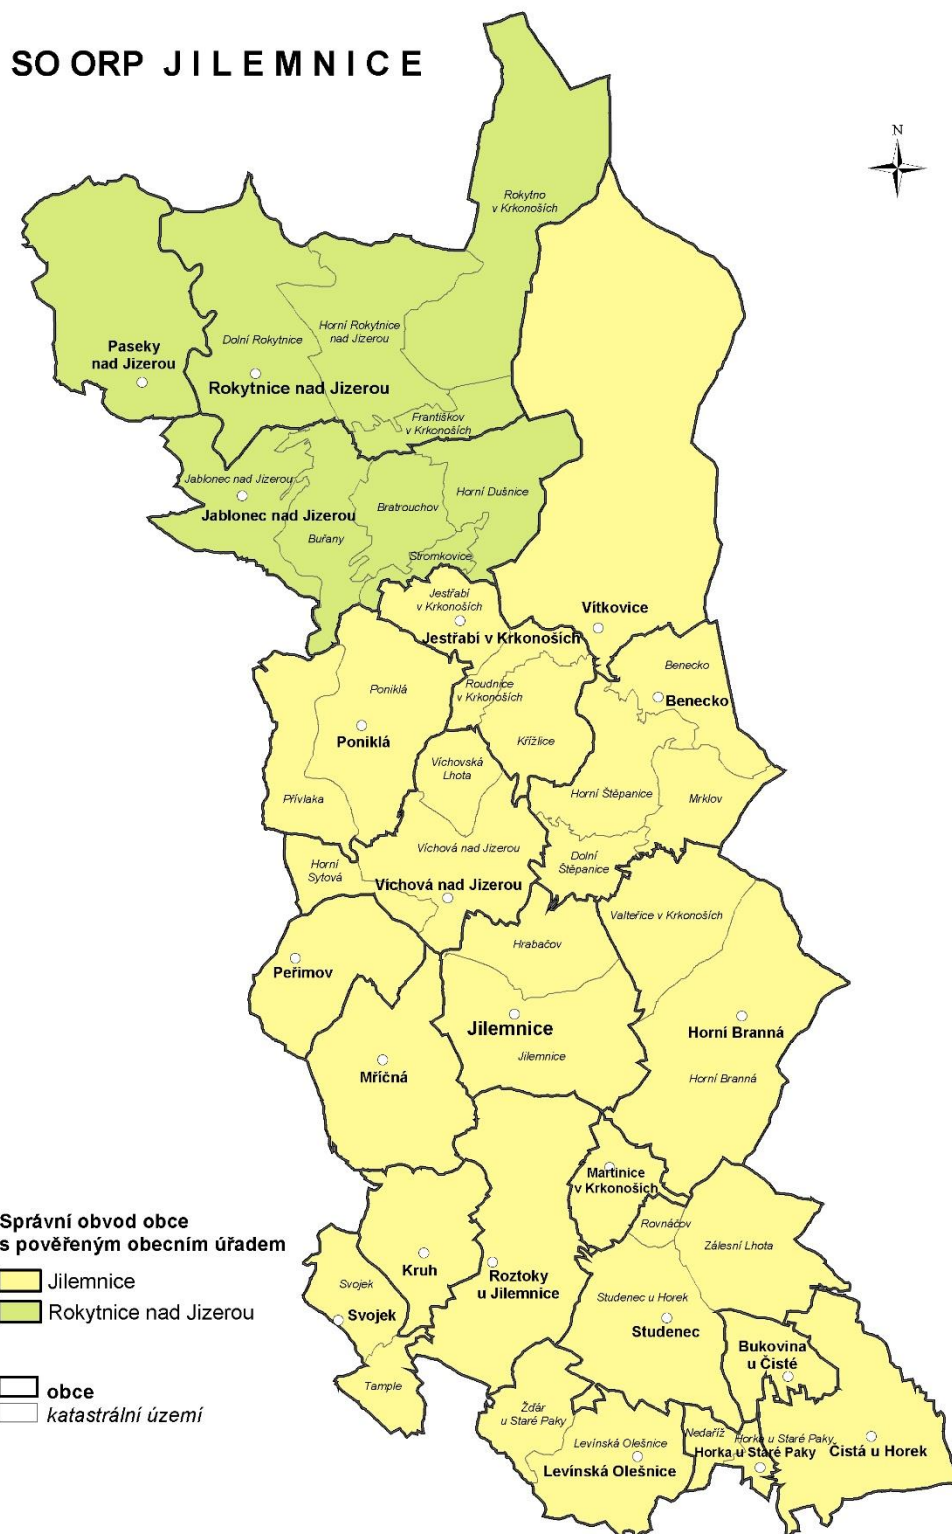 SO ORP JILEMNICE
N
Rokytno
v Krkonoších
Dolní Rokytnice
Horní Rokytnice
nad Jizerou
Paseky
nad Jizerou
Rokytnice nad Jizerou
Františkov
v Krkonoších
Jablonec nad Jizerou
Jablonec nad Jizerou
Buřany
Bratrouchov
Horní Dušnice
Stromkovice
Jestřabí
v Krkonoších
Jestřabí v Krkonoších
Vítkovice
Benecko
Benecko
Roudnice
v Krkonoších
Poniklá
Poniklá
Křížlice
Víchovská
Lhota
Přívlaka
Horní Štěpanice
Mrklov
Víchová nad Jizerou
Dolní
Štěpanice
Horní
Sytová
Víchová nad Jizerou
Valteřice v Krkonoších
Hrabačov
Peřimov
Jilemnice
Jilemnice
Horní Branná
Horní Branná
Mříčná
Martinice
v Krkonoších
Rovnáčov
Zálesní Lhota
Správní obvod obce
s pověřeným obecním úřadem
Jilemnice
Rokytnice nad Jizerou
obce
katastrální území
Kruh
Roztoky
u Jilemnice
Svojek
Svojek
Studenec u Horek
Studenec
Bukovina
u Čisté
Tample
Žďár
u Staré Paky
Levínská Olešnice
Levínská Olešnice
Nedaříž
Horka u Staré Paky
Horka u Staré Paky
Čistá u Horek